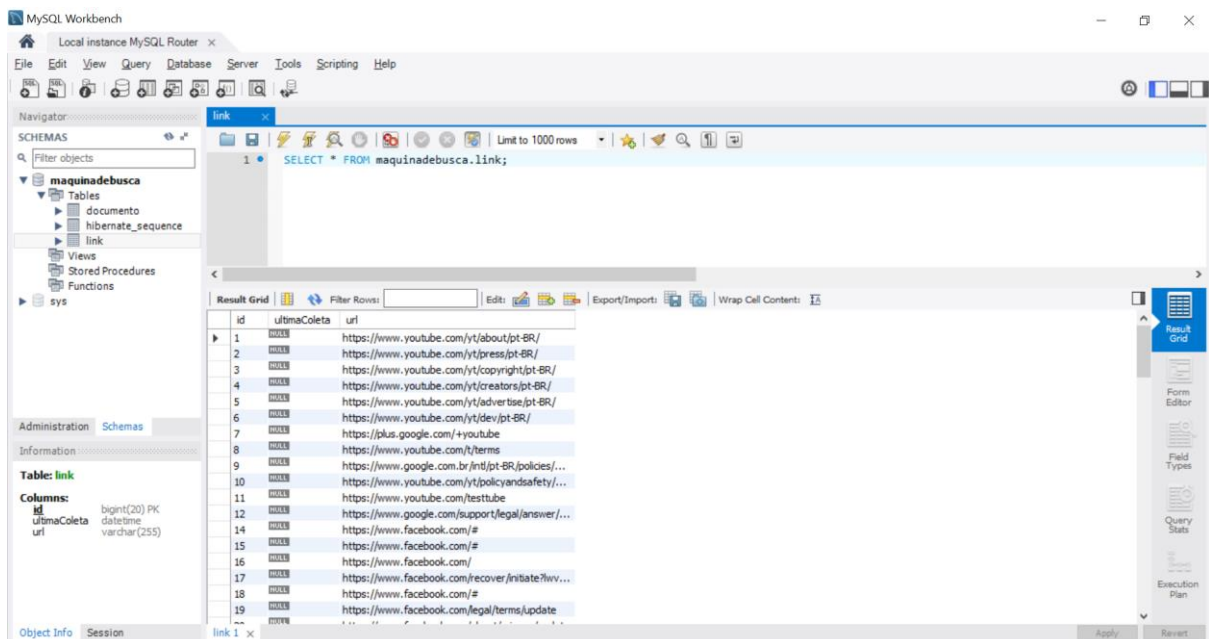 MySQL Workbench
Local instance MySQL Router
File Edit View Query Database Server Tools Scripting Help
Navigator
SCHEMAS
Filter objects
maquinadebusca
Tables
documento
hibernate_sequence
link
Views
Stored Procedures
Functions
sys
Administration Schemas
Information
Table: link
Columns:
id bigint(20) PK
ultimaColeta datetime
url varchar(255)
Object Info Session
link
Limit to 1000 rows
1 SELECT * FROM maquinadebusca.link;
Result Grid Filter Rows: Edit: Export/Import: Wrap Cell Content:
id ultimaColeta url
1 NULL https://www.youtube.com/yt/about/pt-BR/
2 NULL https://www.youtube.com/yt/press/pt-BR/
3 NULL https://www.youtube.com/yt/copyright/pt-BR/
4 NULL https://www.youtube.com/yt/creators/pt-BR/
5 NULL https://www.youtube.com/yt/advertise/pt-BR/
6 NULL https://www.youtube.com/yt/dev/pt-BR/
7 NULL https://plus.google.com/+youtube
8 NULL https://www.youtube.com/t/terms
9 NULL https://www.google.com.br/intl/pt-BR/policies/...
10 NULL https://www.youtube.com/yt/policyandsafety/...
11 NULL https://www.youtube.com/testtube
12 NULL https://www.google.com/support/legal/answer/...
14 NULL https://www.facebook.com/#
15 NULL https://www.facebook.com/#
16 NULL https://www.facebook.com/
17 NULL https://www.facebook.com/recover/initiate?lwv...
18 NULL https://www.facebook.com/#
19 NULL https://www.facebook.com/legal/terms/update
link 1
Result
Grid
Form
Editor
Field
Types
Query
Stats
Execution
Plan
Apply Revert